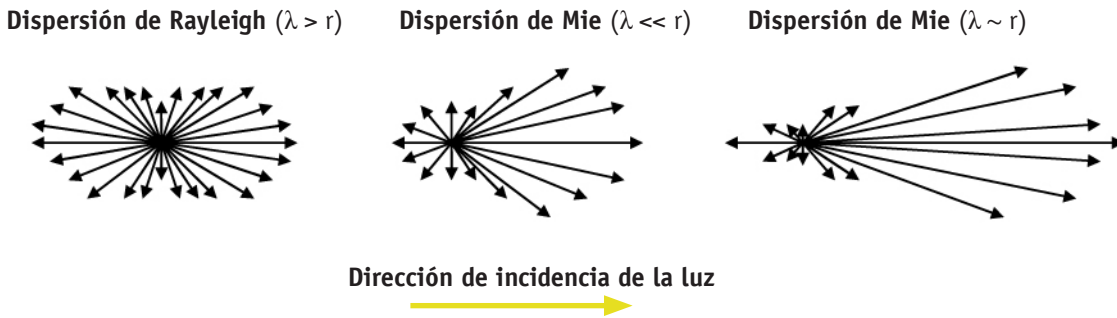 Dispersión de Rayleigh (λ > r) Dispersión de Mie (λ << r) Dispersión de Mie (λ ~ r)
Dirección de incidencia de la luz